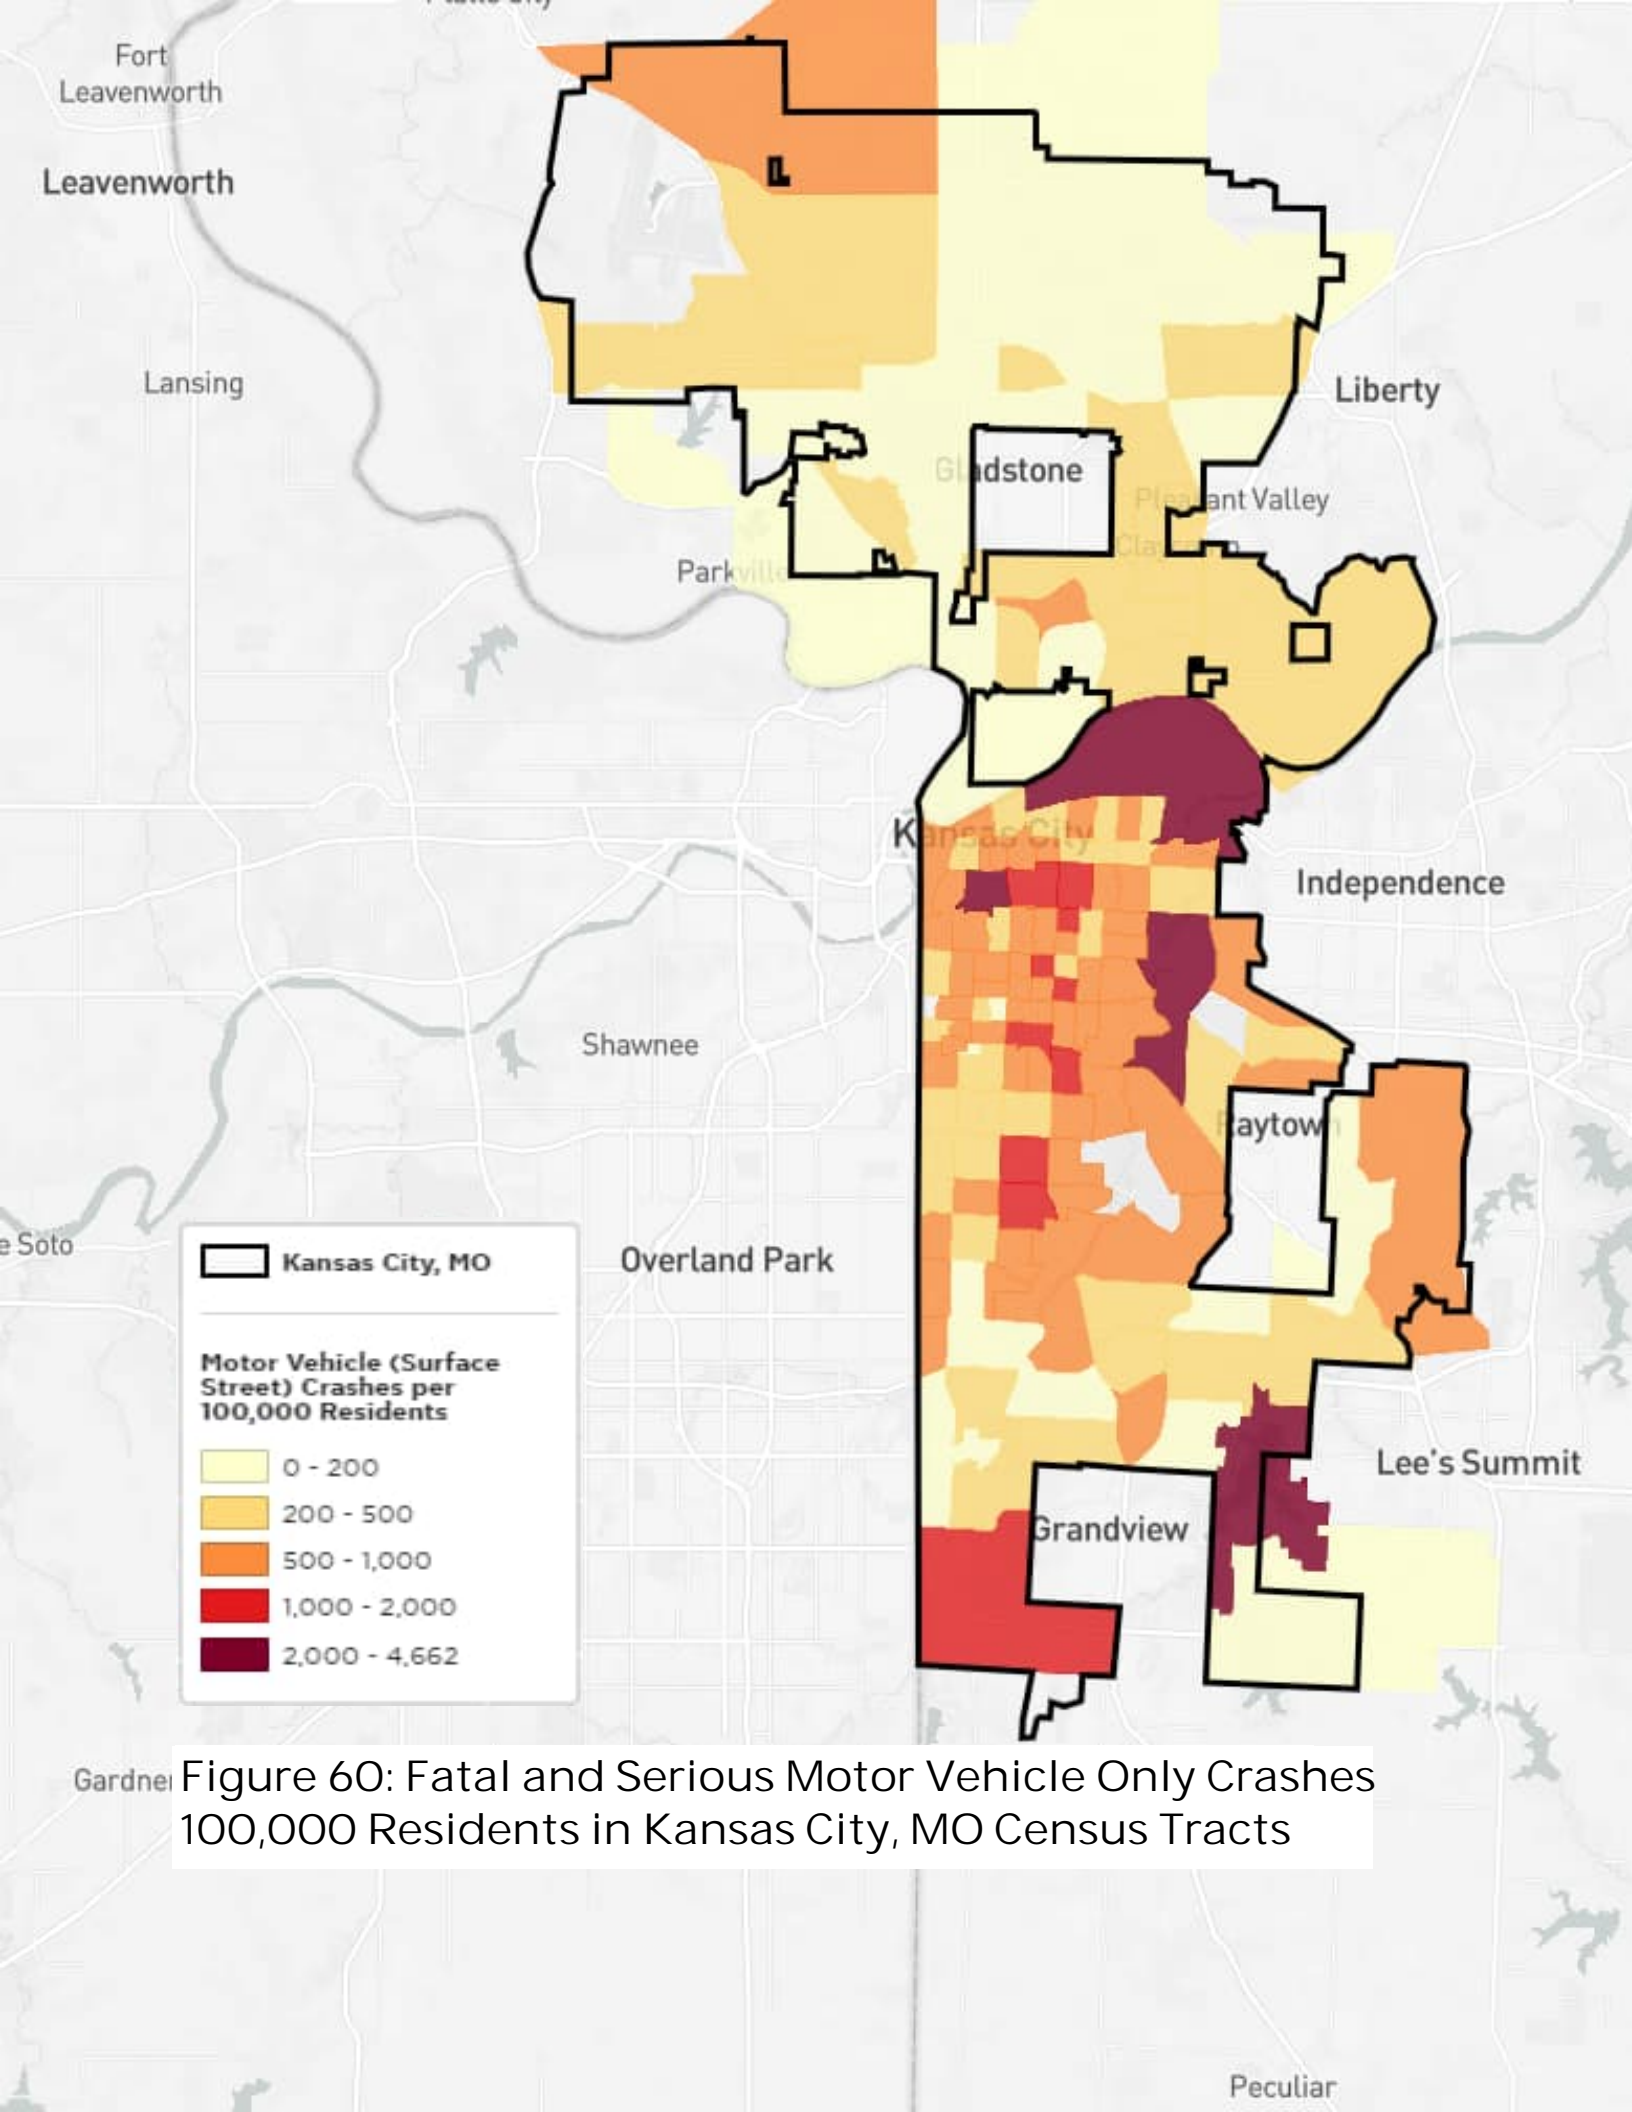 Fort
Leavenworth
Leavenworth
Lansing
Liberty
Gladstone
Pleasant Valley
Claycomo
Parkville
Kansas City
Independence
Shawnee
Raytown
e Soto
Overland Park
Kansas City, MO
Motor Vehicle (Surface
Street) Crashes per
100,000 Residents
0 - 200
200 - 500
500 - 1,000
1,000 - 2,000
2,000 - 4,662
Lee's Summit
Grandview
Gardner
Figure 60: Fatal and Serious Motor Vehicle Only Crashes
100,000 Residents in Kansas City, MO Census Tracts
Peculiar